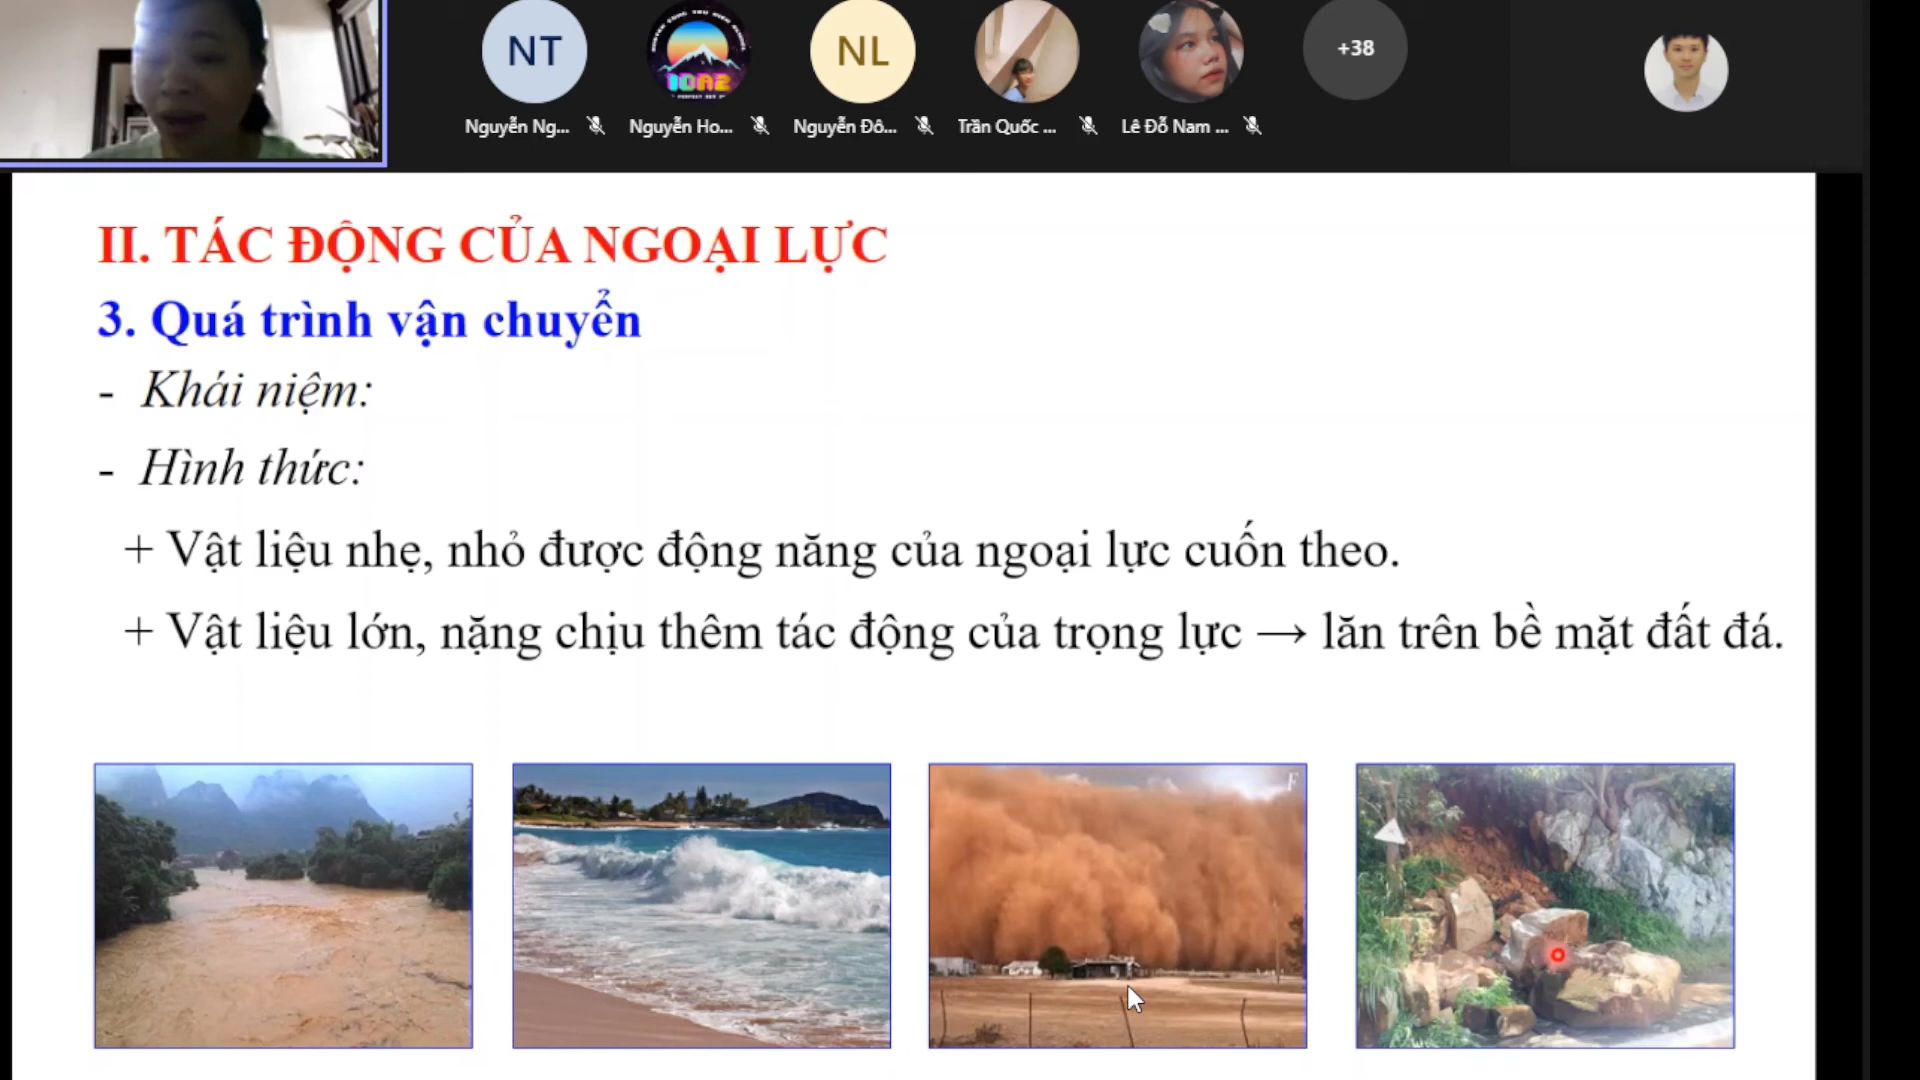 NT
NL
+38
10A2
Nguyễn Ng...
Nguyễn Ho...
Nguyễn Đô...
Trần Quốc ...
Lê Đỗ Nam ...
II. TÁC ĐỘNG CỦA NGOẠI LỰC
3. Quá trình vận chuyển
- Khái niệm:
- Hình thức:
+ Vật liệu nhẹ, nhỏ được động năng của ngoại lực cuốn theo.
+ Vật liệu lớn, nặng chịu thêm tác động của trọng lực → lăn trên bề mặt đất đá.
F